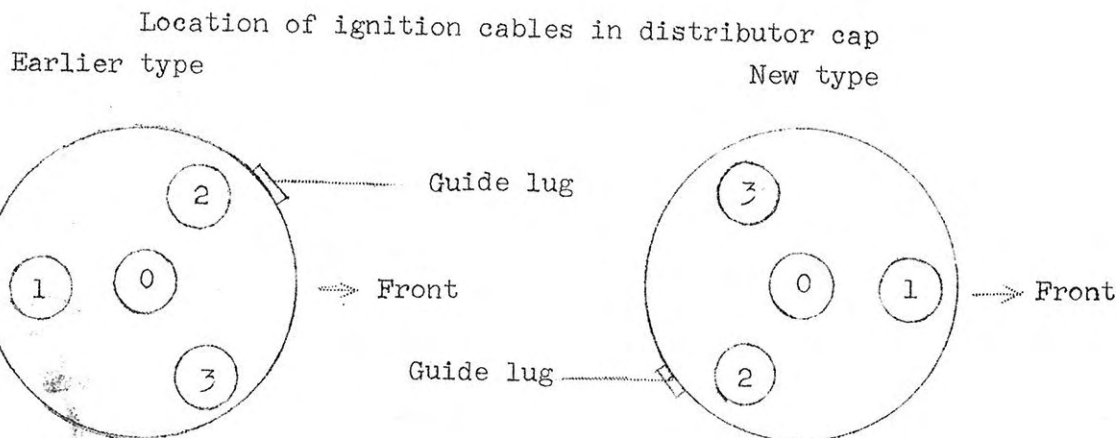 Location of ignition cables in distributor cap
Earlier type
New type
2
Guide lug
3
1
0
Front
0
1
Front
3
Guide lug
2